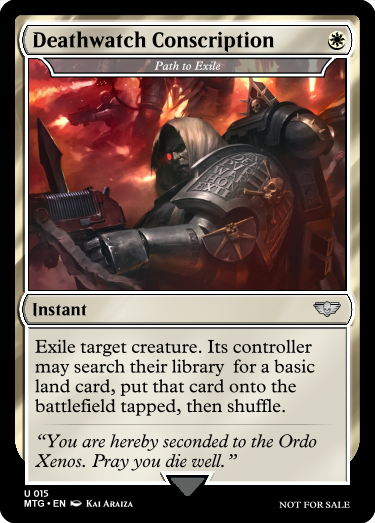 Deathwatch Conscription
Path to Exile
Instant
Exile target creature. Its controller
may search their library for a basic
land card, put that card onto the
battlefield tapped, then shuffle.
“You are hereby seconded to the Ordo
Xenos. Pray you die well.”
U 015
MTG • EN Kai Araiza
NOT FOR SALE